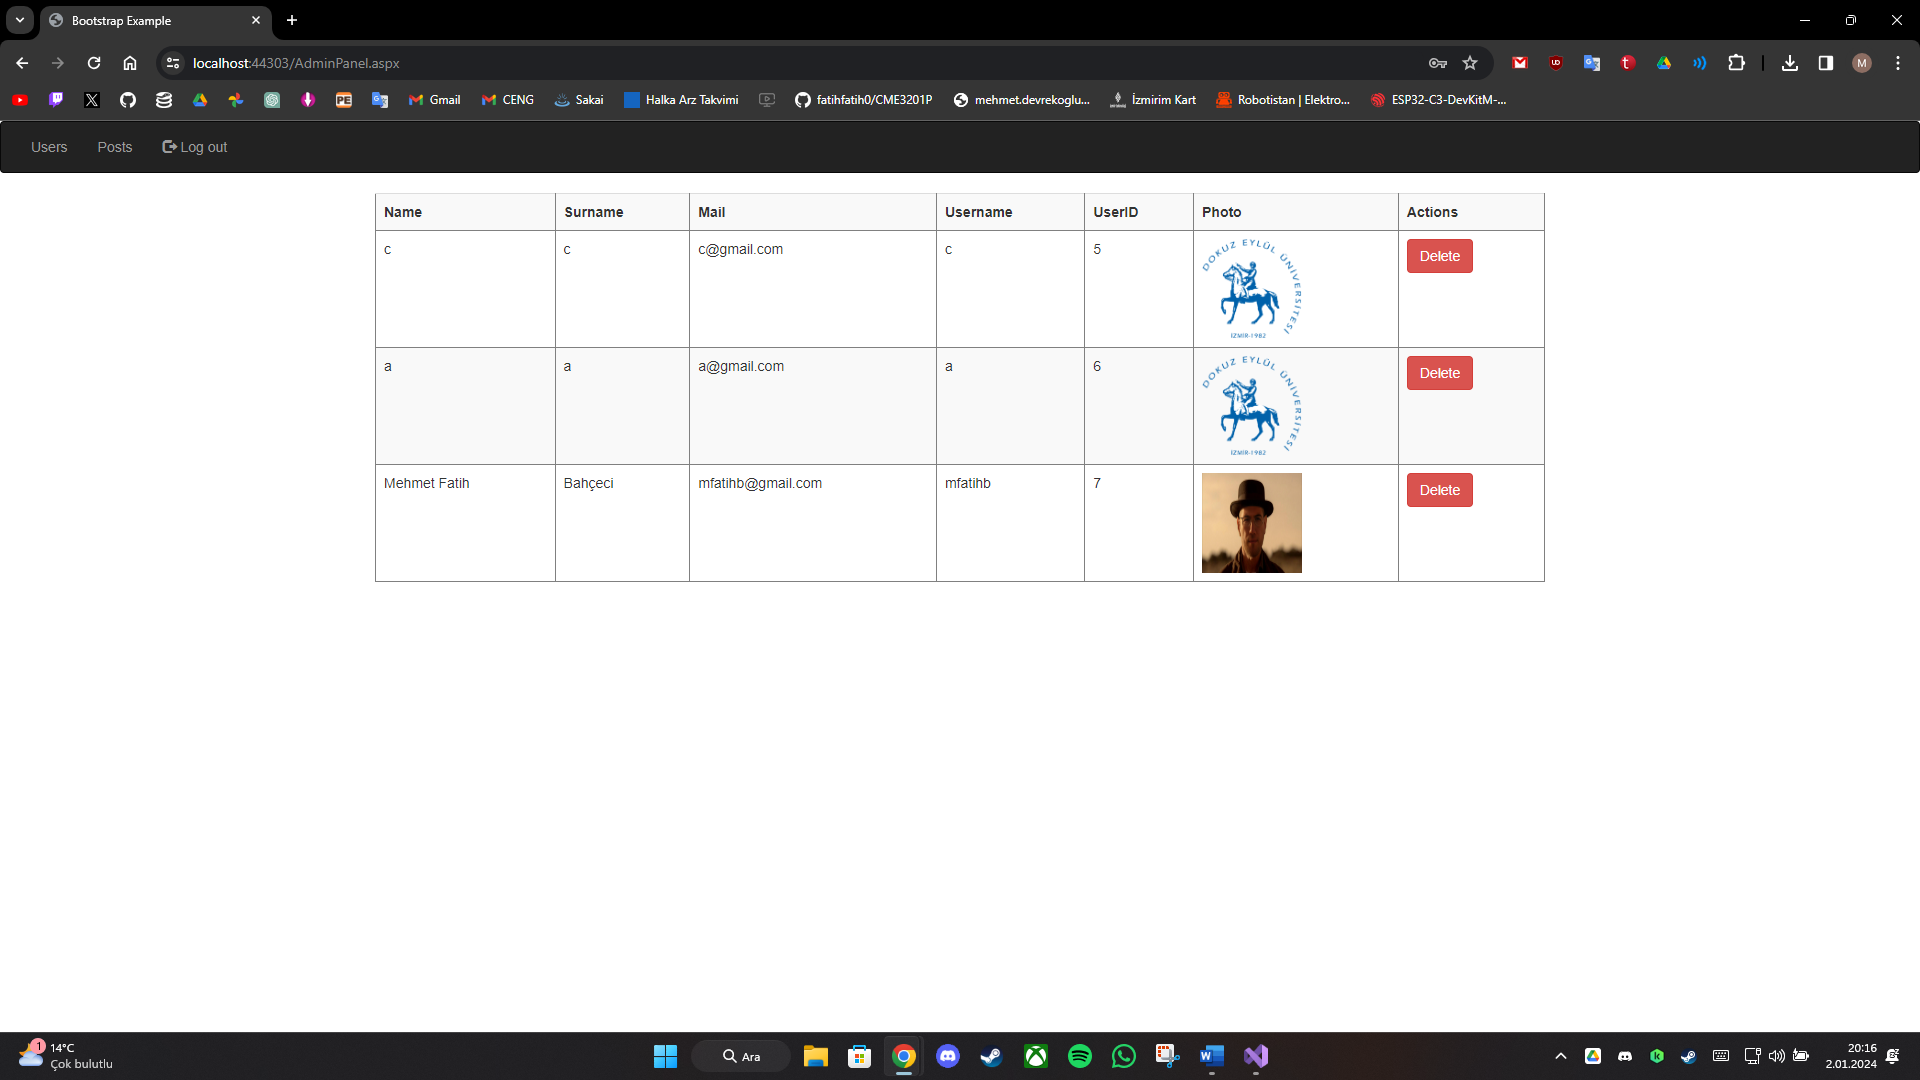 Bootstrap Example
localhost:44303/AdminPanel.aspx
M
PE
Gmail
CENG
Sakai
Halka Arz Takvimi
fatihfatih0/CME3201P
mehmet.devrekoglu...
İzmirim Kart
Robotistan | Elektro...
ESP32-C3-DevKitM-...
Users Posts Log out
Name Surname Mail Username UserID Photo Actions
c c c@gmail.com c 5 Delete
DOKUZ EYLÜL ÜNİVERSİTESİ
İZMİR-1982
a a a@gmail.com a 6 Delete
DOKUZ EYLÜL ÜNİVERSİTESİ
İZMİR-1982
Mehmet Fatih Bahçeci mfatihb@gmail.com mfatihb 7 Delete
1
14°C
Çok bulutlu
Ara
20:16
2.01.2024